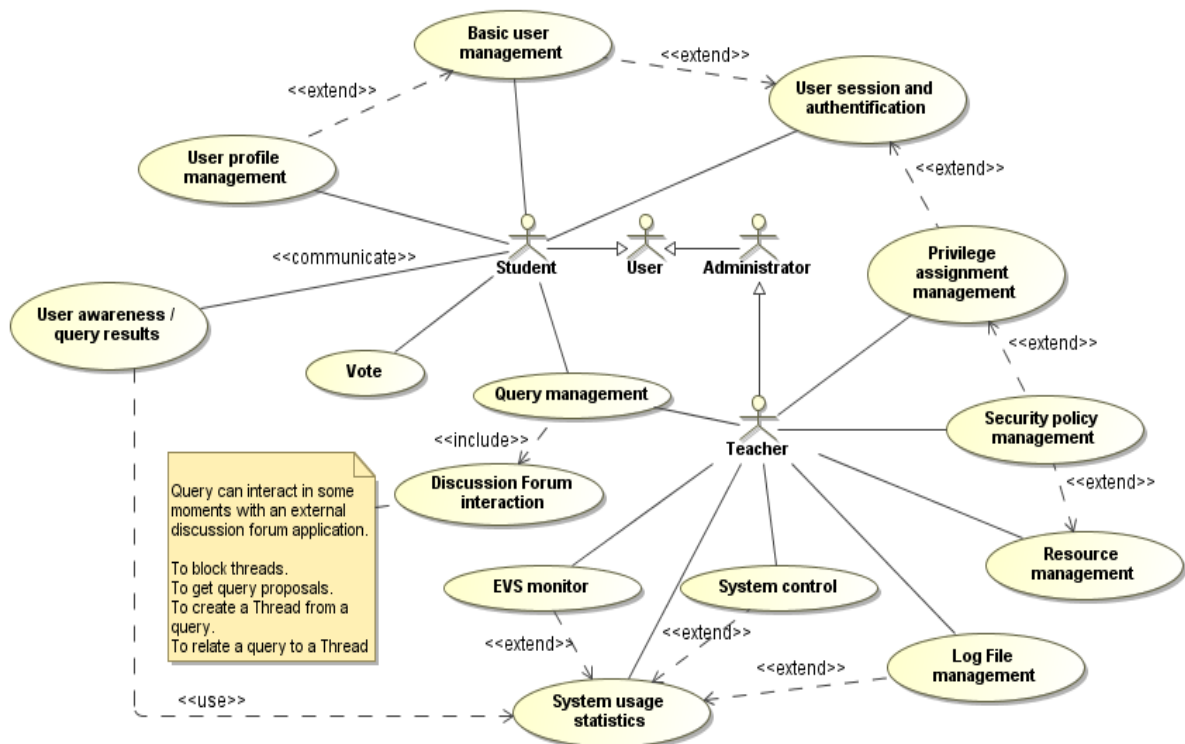 Basic user
management
<<extend>>
<<extend>>
User session and
authentification
User profile
management
<<extend>>
<<communicate>>
Student
User
Administrator
Privilege
assignment
management
User awareness /
query results
<<extend>>
Vote
Query management
Security policy
management
<<include>>
Teacher
Discussion Forum
interaction
<<extend>>
Query can interact in some
moments with an external
discussion forum application.
To block threads.
To get query proposals.
To create a Thread from a
query.
To relate a query to a Thread
Resource
management
EVS monitor
System control
<<extend>>
<<extend>>
Log File
management
<<extend>>
<<use>>
System usage
statistics